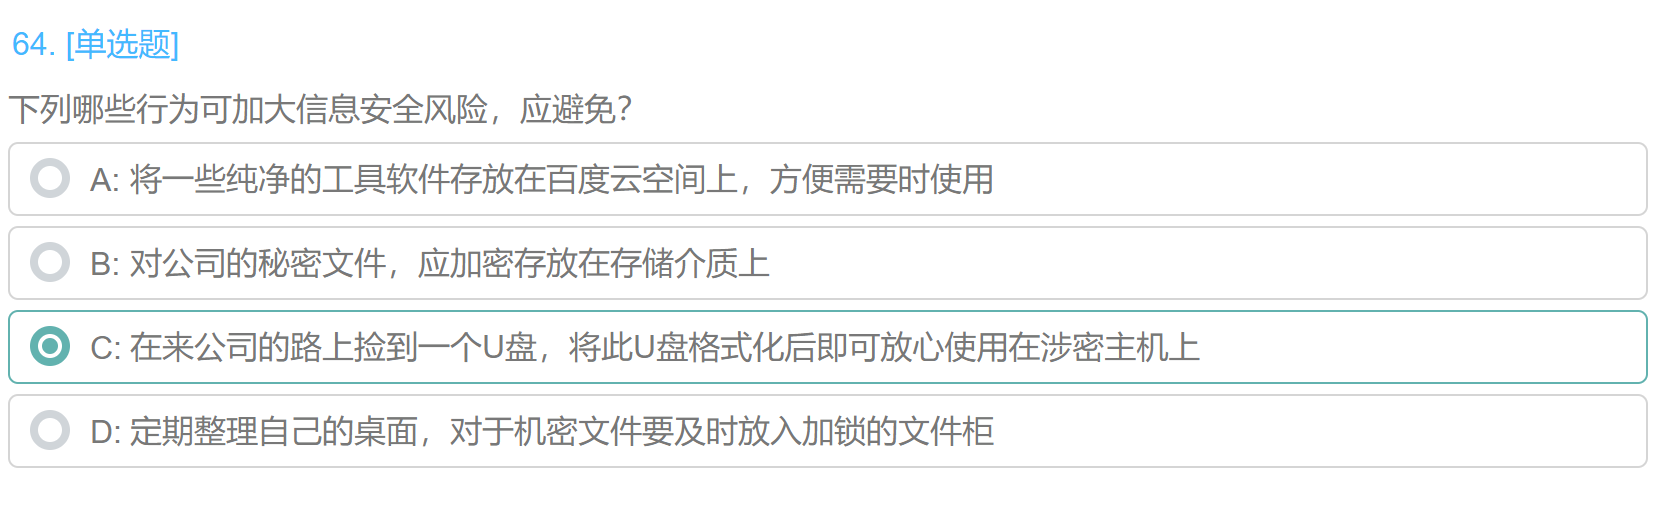 64. [单选题]
下列哪些行为可加大信息安全风险，应避免？
A: 将一些纯净的工具软件存放在百度云空间上，方便需要时使用
B: 对公司的秘密文件，应加密存放在存储介质上
C: 在来公司的路上捡到一个U盘，将此U盘格式化后即可放心使用在涉密主机上
D: 定期整理自己的桌面，对于机密文件要及时放入加锁的文件柜